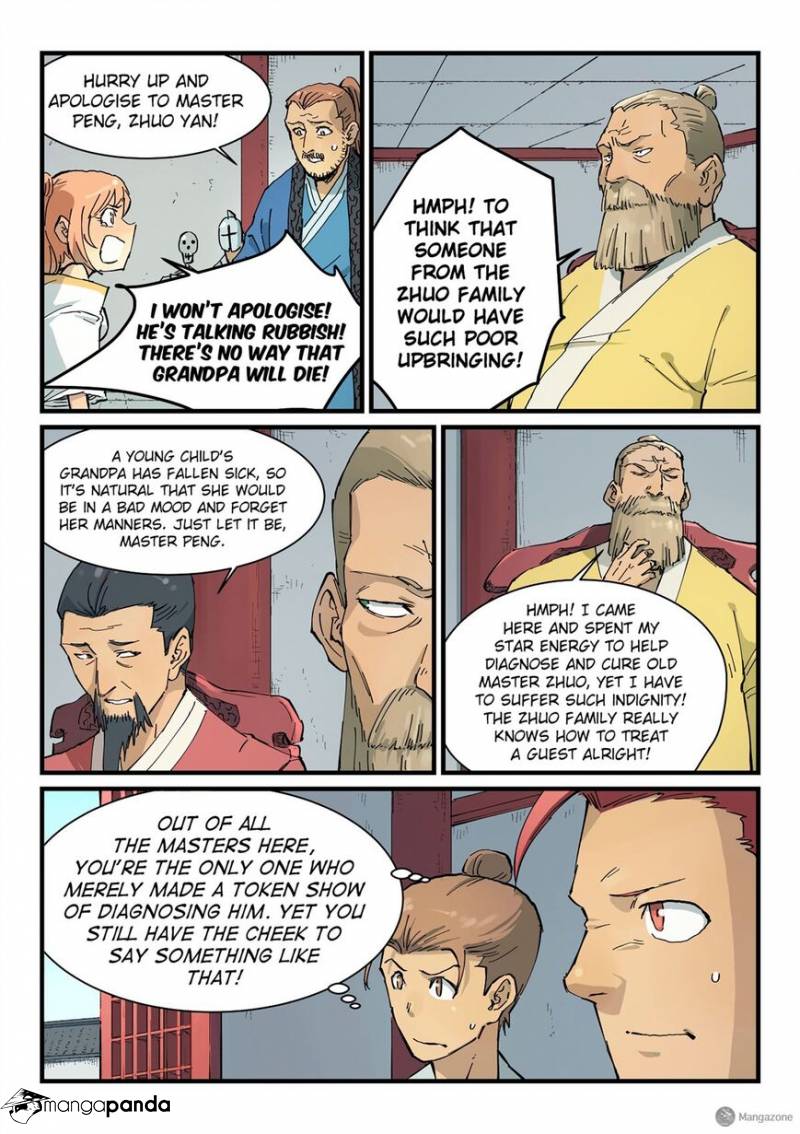 HURRY UP AND
APOLOGISE TO MASTER
PENG, ZHUO YAN!
I WON'T APOLOGISE!
HE'S TALKING RUBBISH!
THERE'S NO WAY THAT
GRANDPA WILL DIE!
HMPH! TO
THINK THAT
SOMEONE
FROM THE
ZHUO FAMILY
WOULD HAVE
SUCH POOR
UPBRINGING!
A YOUNG CHILD'S
GRANDPA HAS FALLEN SICK, SO
IT'S NATURAL THAT SHE WOULD
BE IN A BAD MOOD AND FORGET
HER MANNERS. JUST LET IT BE,
MASTER PENG.
HMPH! I CAME
HERE AND SPENT MY
STAR ENERGY TO HELP
DIAGNOSE AND CURE OLD
MASTER ZHUO, YET I HAVE
TO SUFFER SUCH INDIGNITY!
THE ZHUO FAMILY REALLY
KNOWS HOW TO TREAT
A GUEST ALRIGHT!
OUT OF ALL
THE MASTERS HERE,
YOU'RE THE ONLY ONE WHO
MERELY MADE A TOKEN SHOW
OF DIAGNOSING HIM. YET YOU
STILL HAVE THE CHEEK TO
SAY SOMETHING LIKE
THAT!
mangapanda
Mangazone